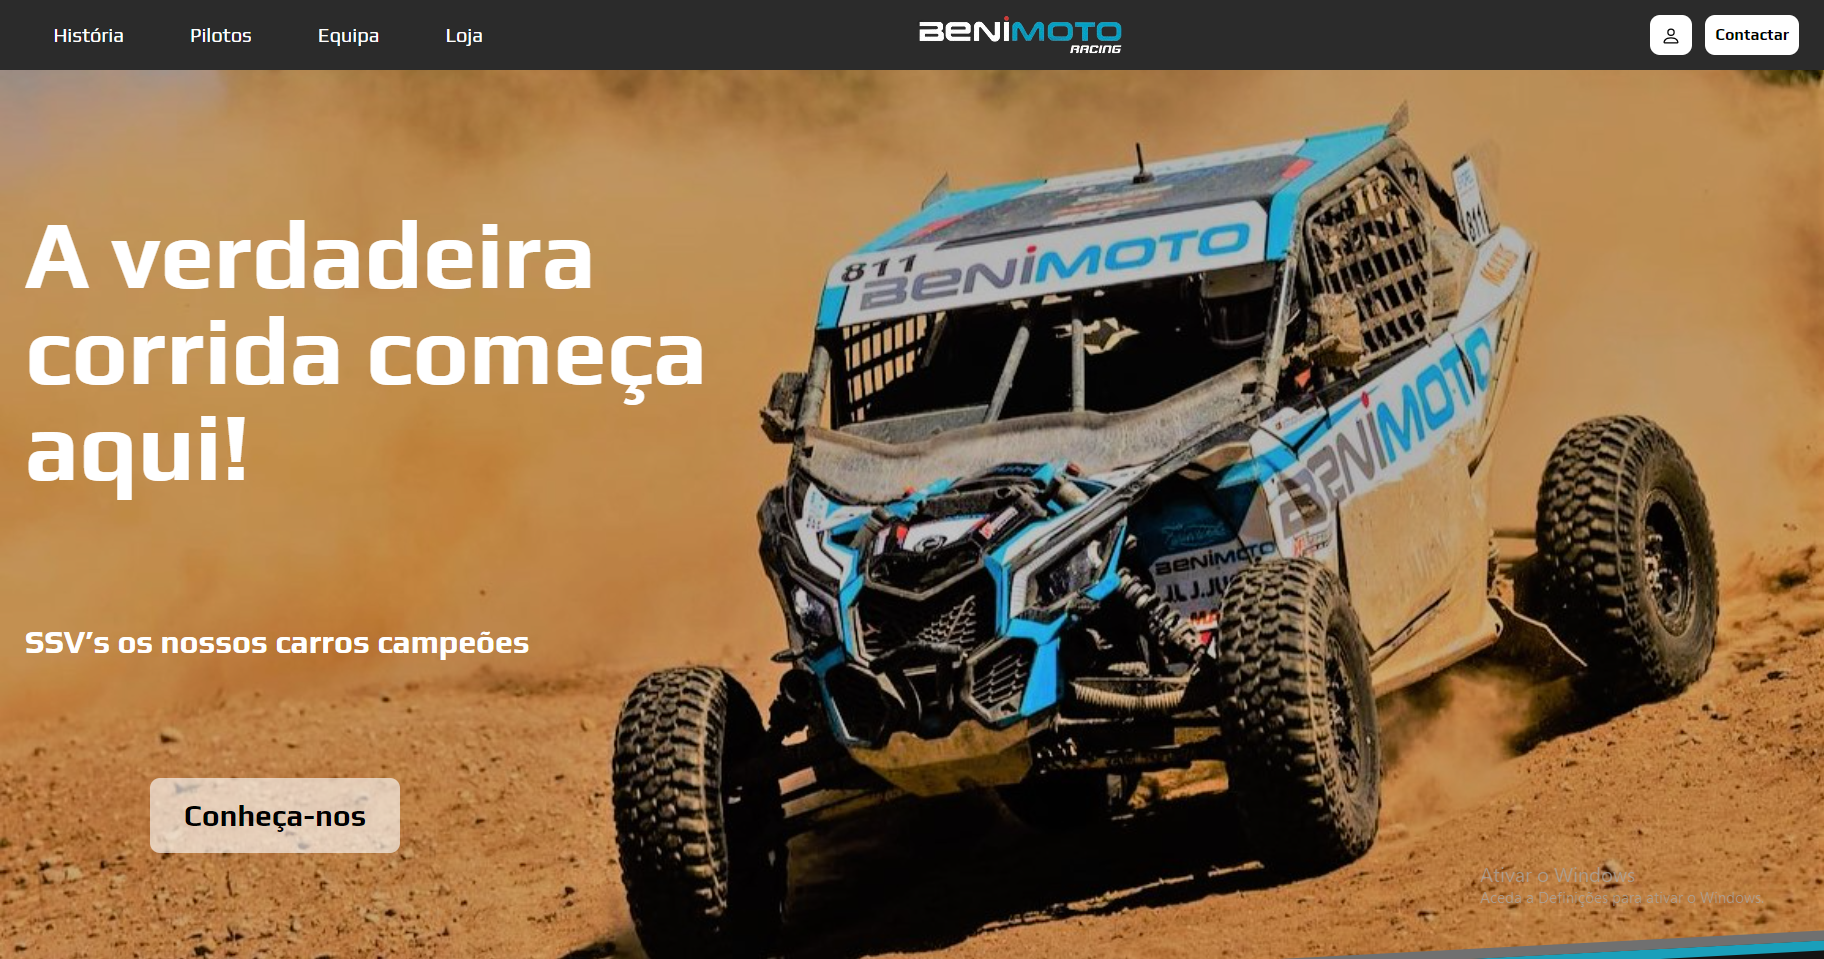 História
Pilotos
Equipa
Loja
BENIMOTO
RACING
Contactar
A verdadeira
corrida começa
aqui!
SSV's os nossos carros campeões
Conheça-nos
811
BENIMOTO
811
BENIMOTO
BENIMOTO
Ativar o Windows
Aceda a Definições para ativar o Windows.